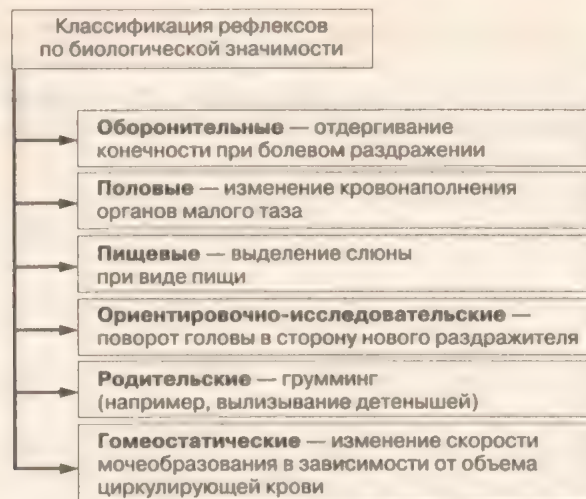 Классификация рефлексов
по биологической значимости
Оборонительные — отдергивание
конечности при болевом раздражении
Половые — изменение кровонаполнения
органов малого таза
Пищевые — выделение слюны
при виде пищи
Ориентировочно-исследовательские —
поворот головы в сторону нового раздражителя
Родительские — грумминг
(например, вылизывание детенышей)
Гомеостатические — изменение скорости
мочеобразования в зависимости от объема
циркулирующей крови